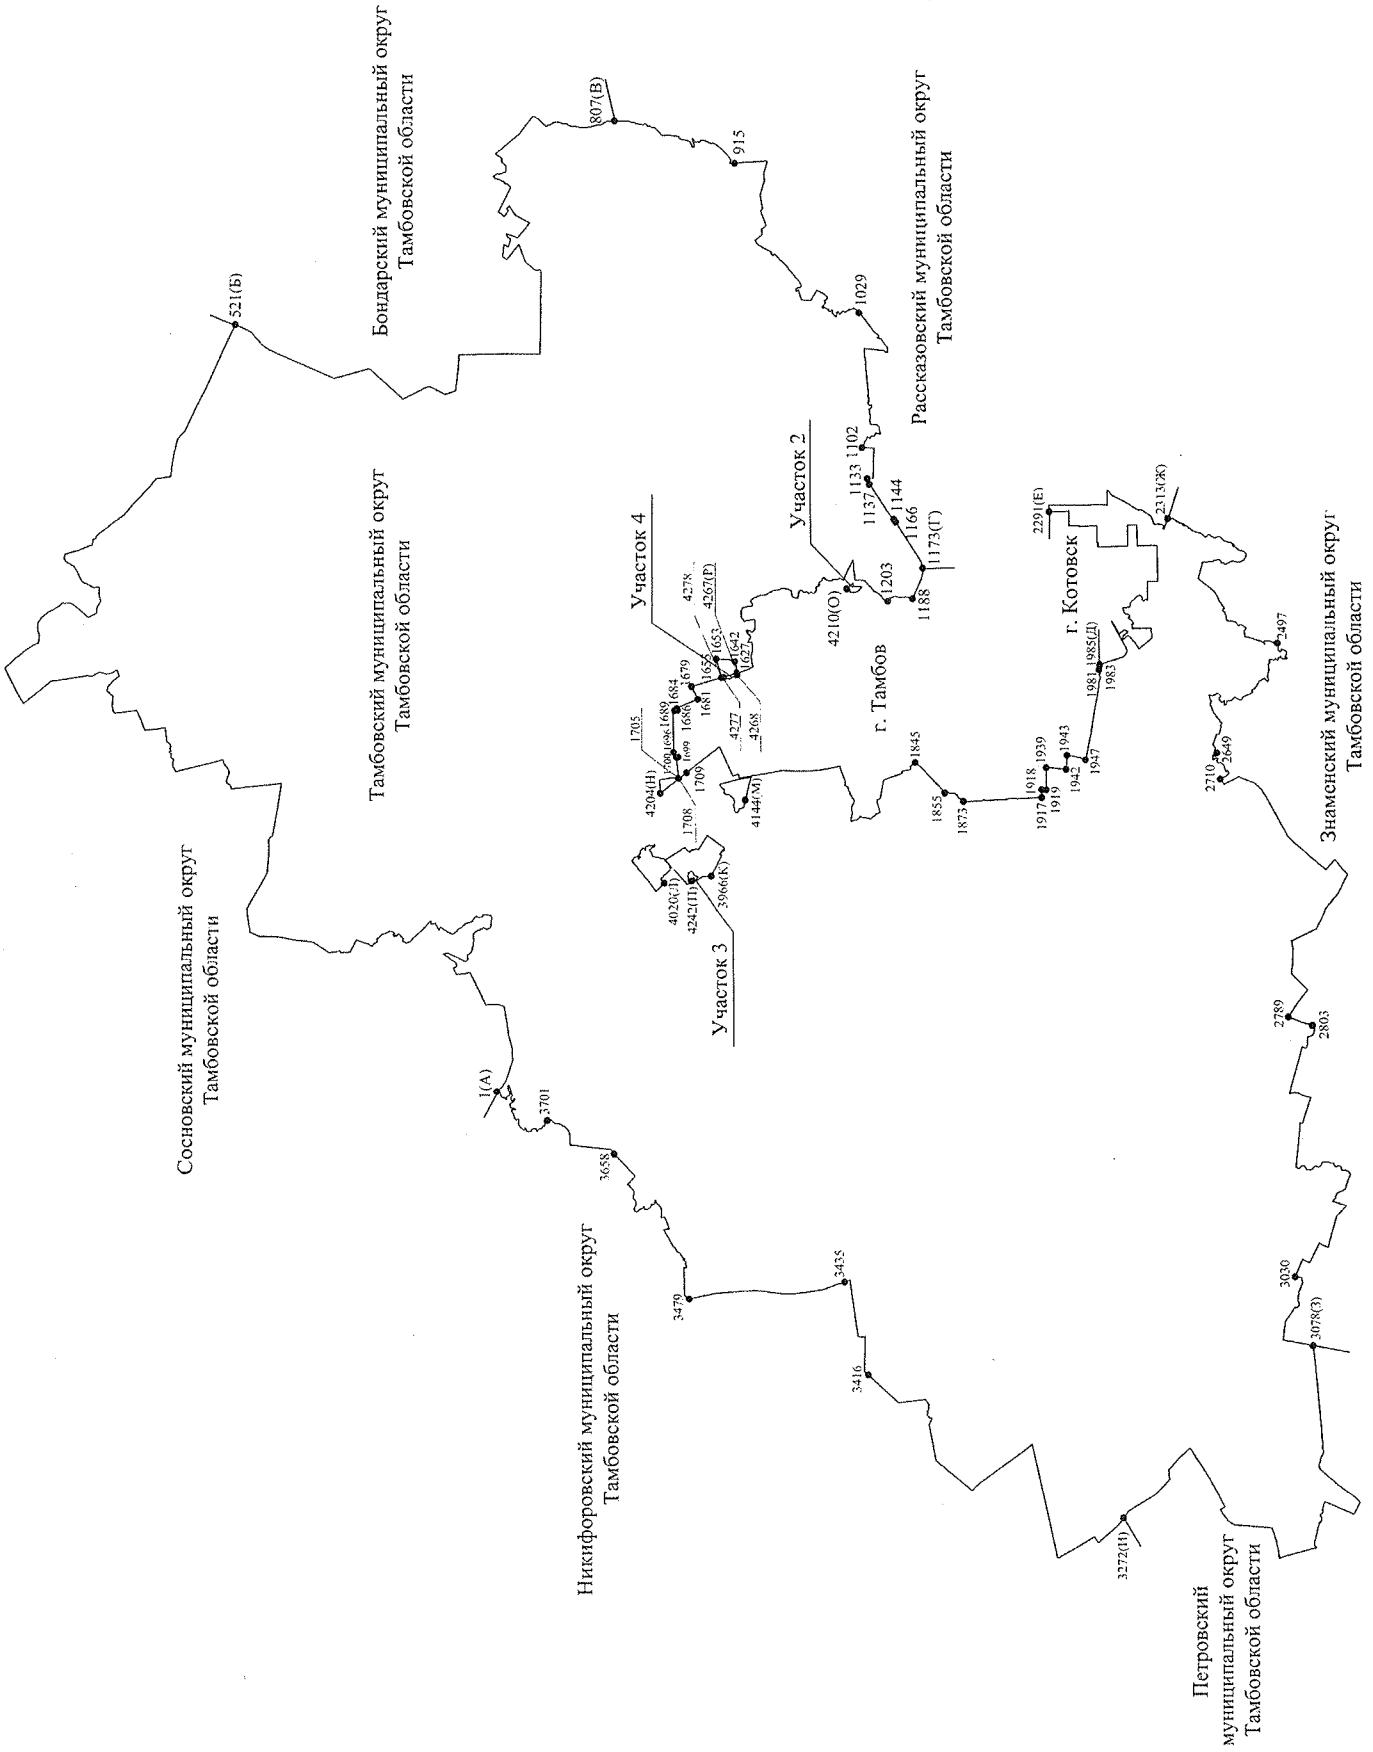 Сосновский муниципальный округ
Тамбовской области
Бондарский муниципальный округ
Тамбовской области
Тамбовский муниципальный округ
Тамбовской области
Рассказовский муниципальный округ
Тамбовской области
Знаменский муниципальный округ
Тамбовской области
Никифоровский муниципальный округ
Тамбовской области
Петровский
муниципальный округ
Тамбовской области
г. Тамбов
г. Котовск
Участок 2
Участок 3
Участок 4
1(А)
521(Б)
807(В)
915
1029
1102
1133
1137
1144
1166
1173(Г)
1188
1203
4210(О)
1627
1642
1653
1655
4278
4267(Р)
4277
4268
1679
1681
1684
1686
1689
1696
1699
1700
1705
1708
1709
4204(Н)
4144(М)
4020(Л)
4242(П)
3966(К)
1845
1855
1873
1917
1918
1919
1939
1942
1943
1947
1981
1983
1985(Д)
2291(Е)
2313(Ж)
2497
2649
2710
2789
2803
3030
3078(З)
3272(И)
3416
3435
3479
3658
3701